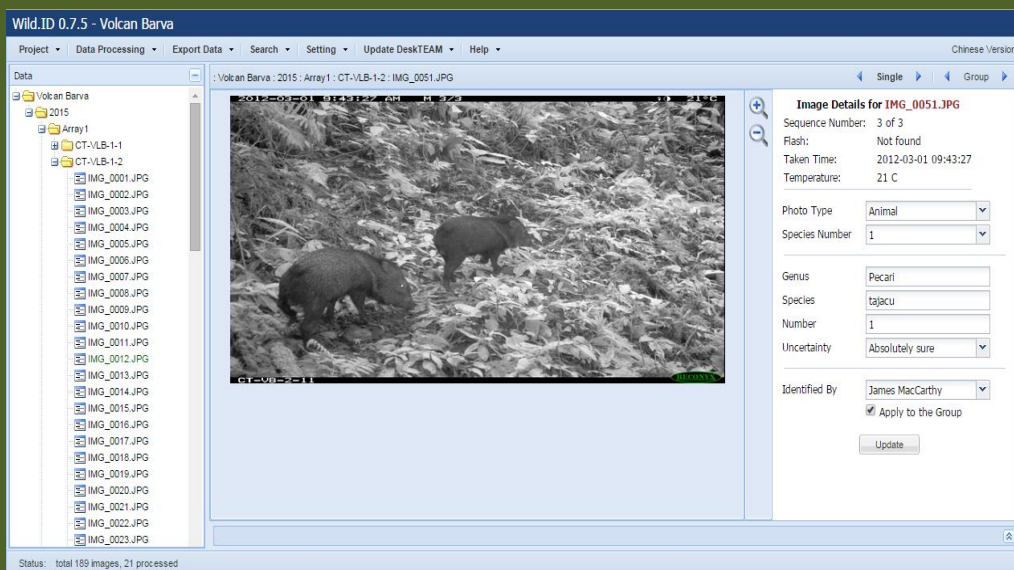 Wild.ID 0.7.5 - Volcan Barva
Project Data Processing Export Data Search Setting Update DeskTEAM Help Chinese Version
Data
: Volcan Barva : 2015 : Array1 : CT-VLB-1-2 : IMG_0051.JPG
Single Group
Volcan Barva
2015
Array1
CT-VLB-1-1
CT-VLB-1-2
IMG_0001.JPG
IMG_0002.JPG
IMG_0003.JPG
IMG_0004.JPG
IMG_0005.JPG
IMG_0006.JPG
IMG_0007.JPG
IMG_0008.JPG
IMG_0009.JPG
IMG_0010.JPG
IMG_0011.JPG
IMG_0012.JPG
IMG_0013.JPG
IMG_0014.JPG
IMG_0015.JPG
IMG_0016.JPG
IMG_0017.JPG
IMG_0018.JPG
IMG_0019.JPG
IMG_0020.JPG
IMG_0021.JPG
IMG_0022.JPG
IMG_0023.JPG
2012-03-01 9:43:27 AM M 3/3 21°C
CT-VB-2-11
RECONYX
Image Details for IMG_0051.JPG
Sequence Number: 3 of 3
Flash: Not found
Taken Time: 2012-03-01 09:43:27
Temperature: 21 C
Photo Type Animal
Species Number 1
Genus Pecari
Species tajacu
Number 1
Uncertainty Absolutely sure
Identified By James MacCarthy
Apply to the Group
Update
Status: total 189 images, 21 processed